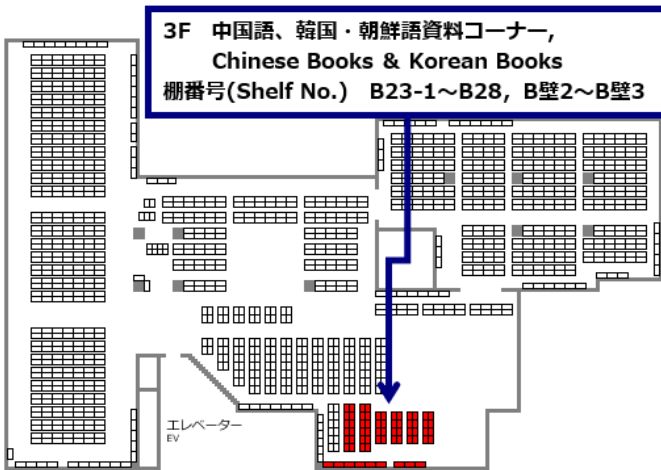 3F 中国語、韓国・朝鮮語資料コーナー,
Chinese Books & Korean Books
棚番号(Shelf No.) B23-1～B28, B壁2～B壁3
エレベーター
EV